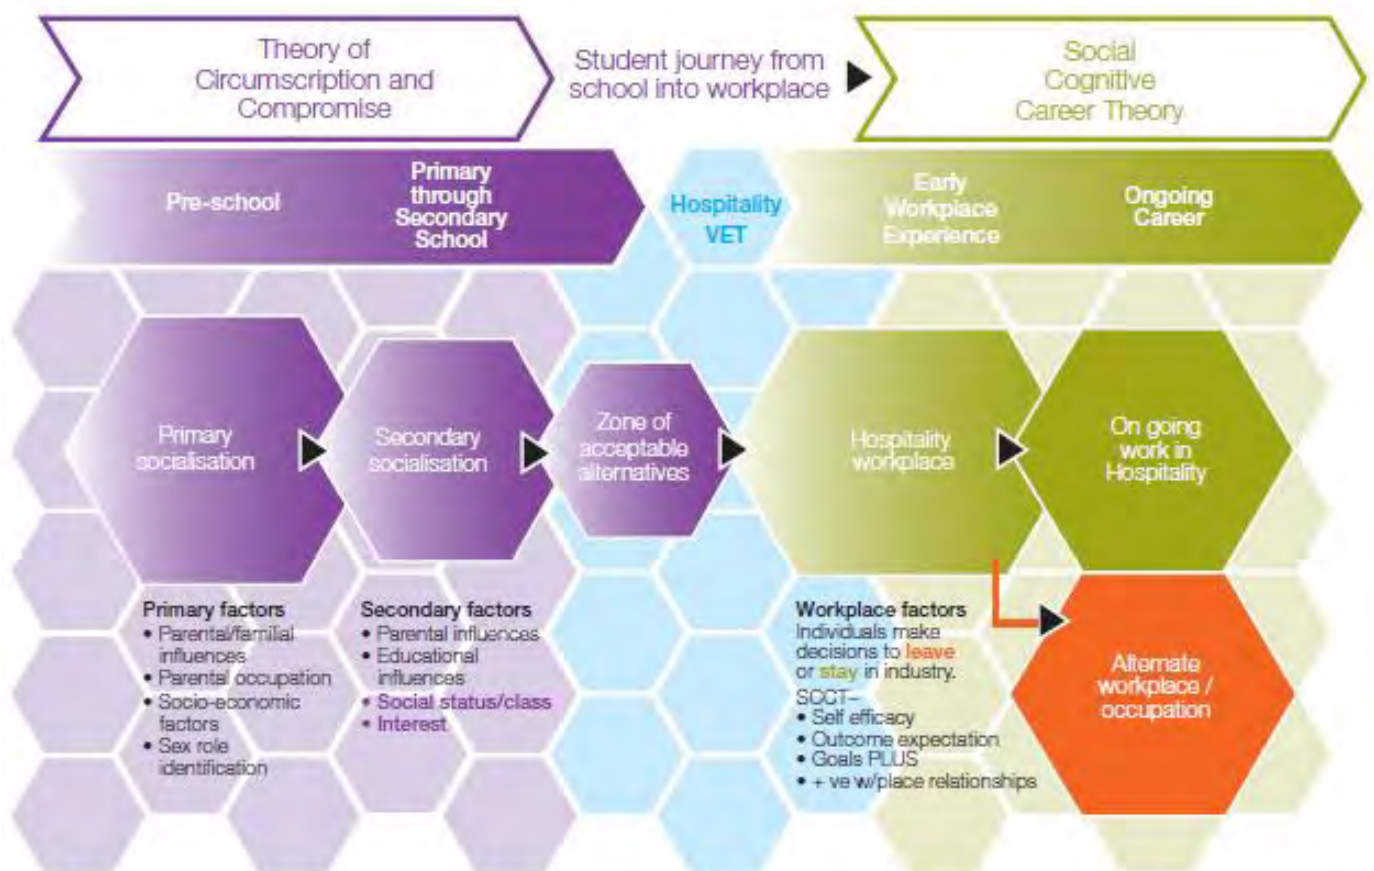 Theory of
Circumscription and
Compromise
Student journey from
school into workplace
Social
Cognitive
Career Theory
Pre-school
Primary
through
Secondary
School
Hospitality
VET
Early
Workplace
Experience
Ongoing
Career
Primary
socialisation
Secondary
socialisation
Zone of
acceptable
alternatives
Hospitality
workplace
On going
work in
Hospitality
Primary factors
• Parental/familial
influences
• Parental occupation
• Socio-economic
factors
• Sex role
identification
Secondary factors
• Parental influences
• Educational
influences
• Social status/class
• Interest
Workplace factors
Individuals make
decisions to leave
or stay in industry.
SCCT–
• Self efficacy
• Outcome expectation
• Goals PLUS
• + ve w/place relationships
Alternate
workplace /
occupation